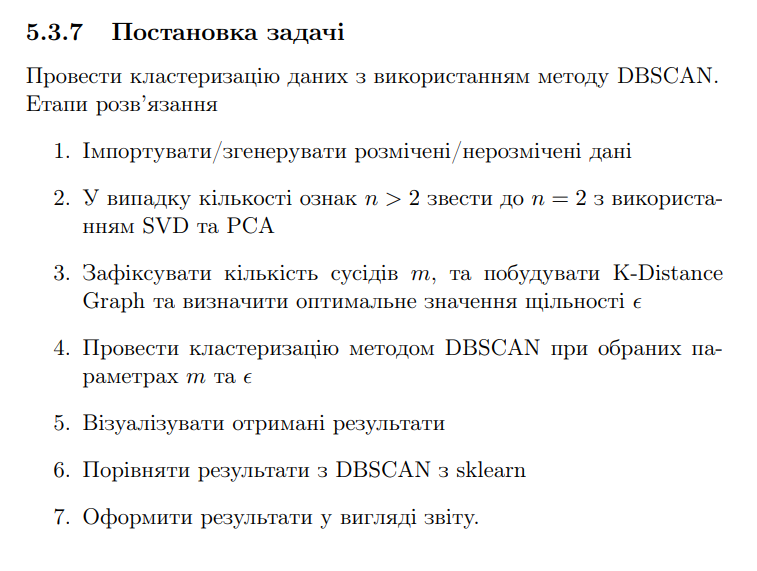 5.3.7 Постановка задачі
Провести кластеризацію даних з використанням методу DBSCAN.
Етапи розв’язання
1. Імпортувати/згенерувати розмічені/нерозмічені дані
2. У випадку кількості ознак n > 2 звести до n = 2 з використа-
нням SVD та PCA
3. Зафіксувати кількість сусідів m, та побудувати K-Distance
Graph та визначити оптимальне значення щільності ϵ
4. Провести кластеризацію методом DBSCAN при обраних па-
раметрах m та ϵ
5. Візуалізувати отримані результати
6. Порівняти результати з DBSCAN з sklearn
7. Оформити результати у вигляді звіту.